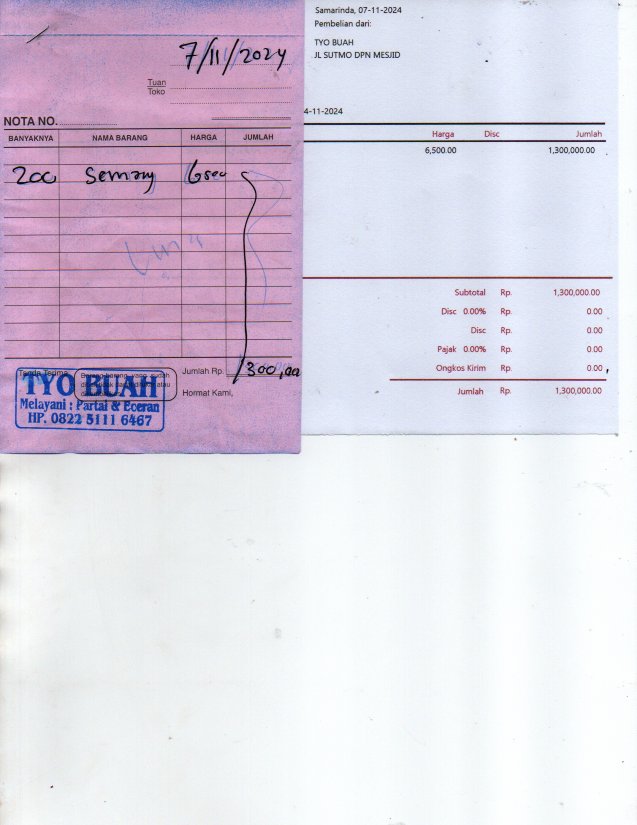 7/11/2024
Tuan
Toko
NOTA NO.
BANYAKNYA NAMA BARANG HARGA JUMLAH
200 Semang 6500
Tanda Terima
Jumlah Rp. 1300,00
Hormat Kami,
TYO BUAH
Melayani : Partai & Eceran
HP. 0822 5111 6467
Samarinda, 07-11-2024
Pembelian dari:
TYO BUAH
JL SUTMO DPN MESJID
4-11-2024
Harga Disc Jumlah
6,500.00 1,300,000.00
Subtotal Rp. 1,300,000.00
Disc 0.00% Rp. 0.00
Disc Rp. 0.00
Pajak 0.00% Rp. 0.00
Ongkos Kirim Rp. 0.00
Jumlah Rp. 1,300,000.00